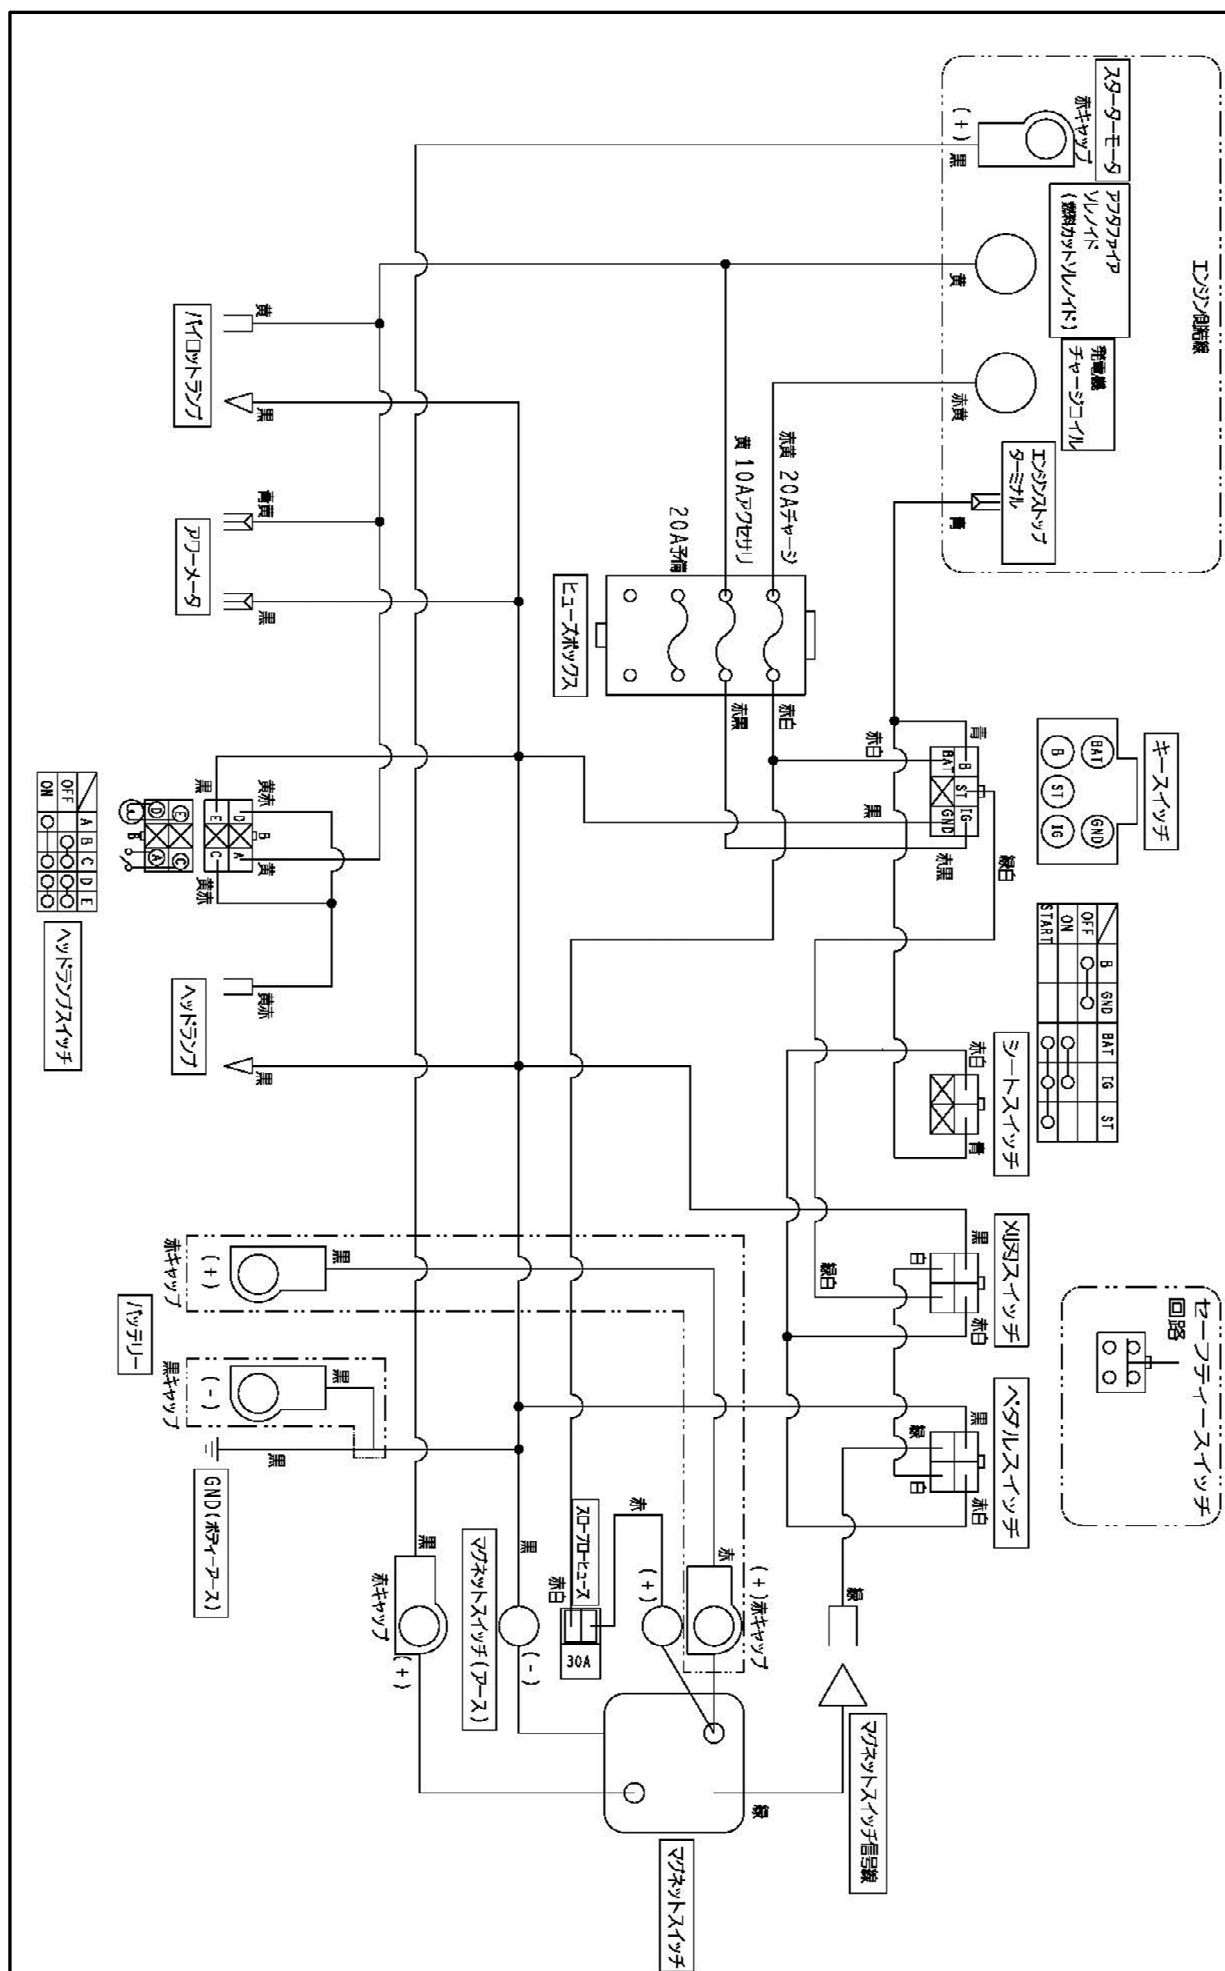 エンジン側結線
スターターモータ
赤キャップ
(+)
黒
アフタファイア
ソレノイド
(燃料カットソレノイド)
黄
発電機
チャージコイル
赤黄
エンジンストップ
ターミナル
青
キースイッチ
BAT
GND
B
ST
IG
B
GND
BAT
IG
ST
OFF
ON
START
シートスイッチ
赤白
青
刈刃スイッチ
黒
赤白
白
緑白
セーフティースイッチ
回路
ペダルスイッチ
黒
赤白
緑
白
青
B
ST
IG
BAT
GND
赤白
黒
赤黒
緑白
赤黄 20Aチャージ
黄 10Aアクセサリ
20A予備
赤白
赤黒
ヒューズボックス
緑
マグネットスイッチ信号線
緑
マグネットスイッチ
(+)赤キャップ
赤
(+)
赤
スローブローヒューズ
赤白
30A
黒
(-)
マグネットスイッチ(アース)
黒
赤キャップ
(+)
黄
黒
パイロットランプ
青黄
黒
アワーメータ
黒
黄赤
D
B
A
E
C
黄
黄赤
E
D
B
C
A
A
B
C
D
E
OFF
ON
ヘッドランプスイッチ
黄赤
黒
ヘッドランプ
黒
(+)
赤キャップ
バッテリー
黒
(-)
黒キャップ
黒
GND(ボディーアース)